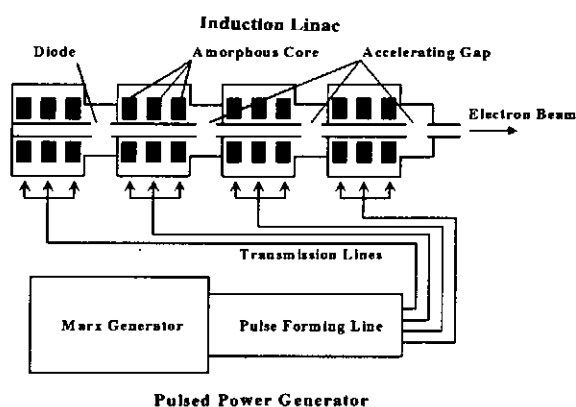 Induction Linac
Diode
Amorphous Core
Accelerating Gap
Electron Beam
Transmission Lines
Marx Generator
Pulse Forming Line
Pulsed Power Generator